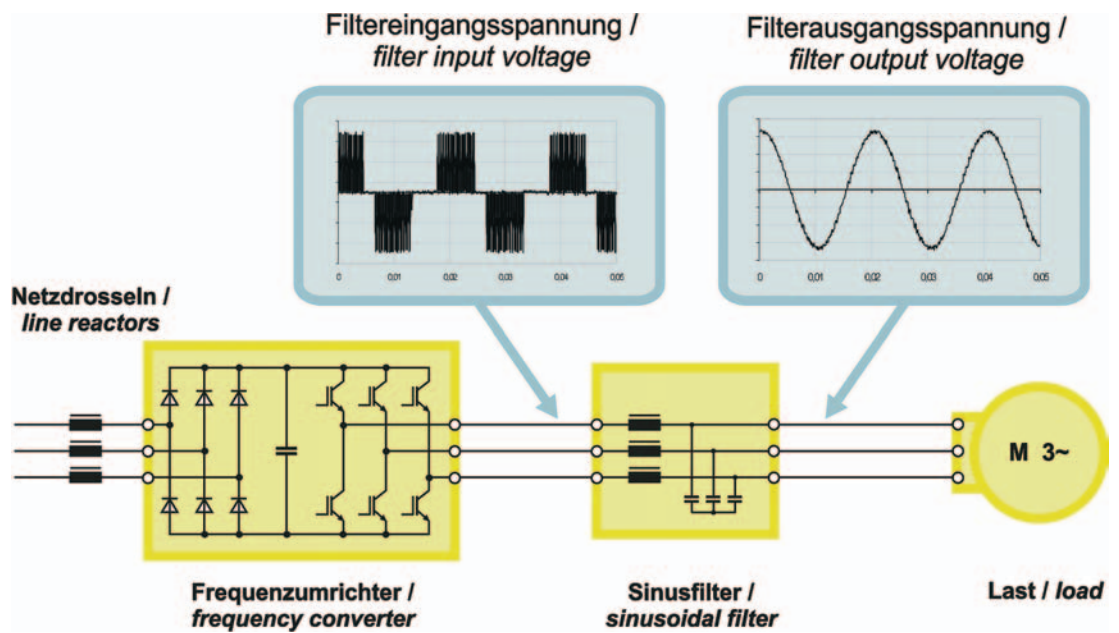 Filtereingangsspannung /
filter input voltage
Filterausgangsspannung /
filter output voltage
0 0,01 0,02 0,03 0,04 0,05
0 0,01 0,02 0,03 0,04 0,05
Netzdrosseln /
line reactors
M 3~
Frequenzumrichter /
frequency converter
Sinusfilter /
sinusoidal filter
Last / load